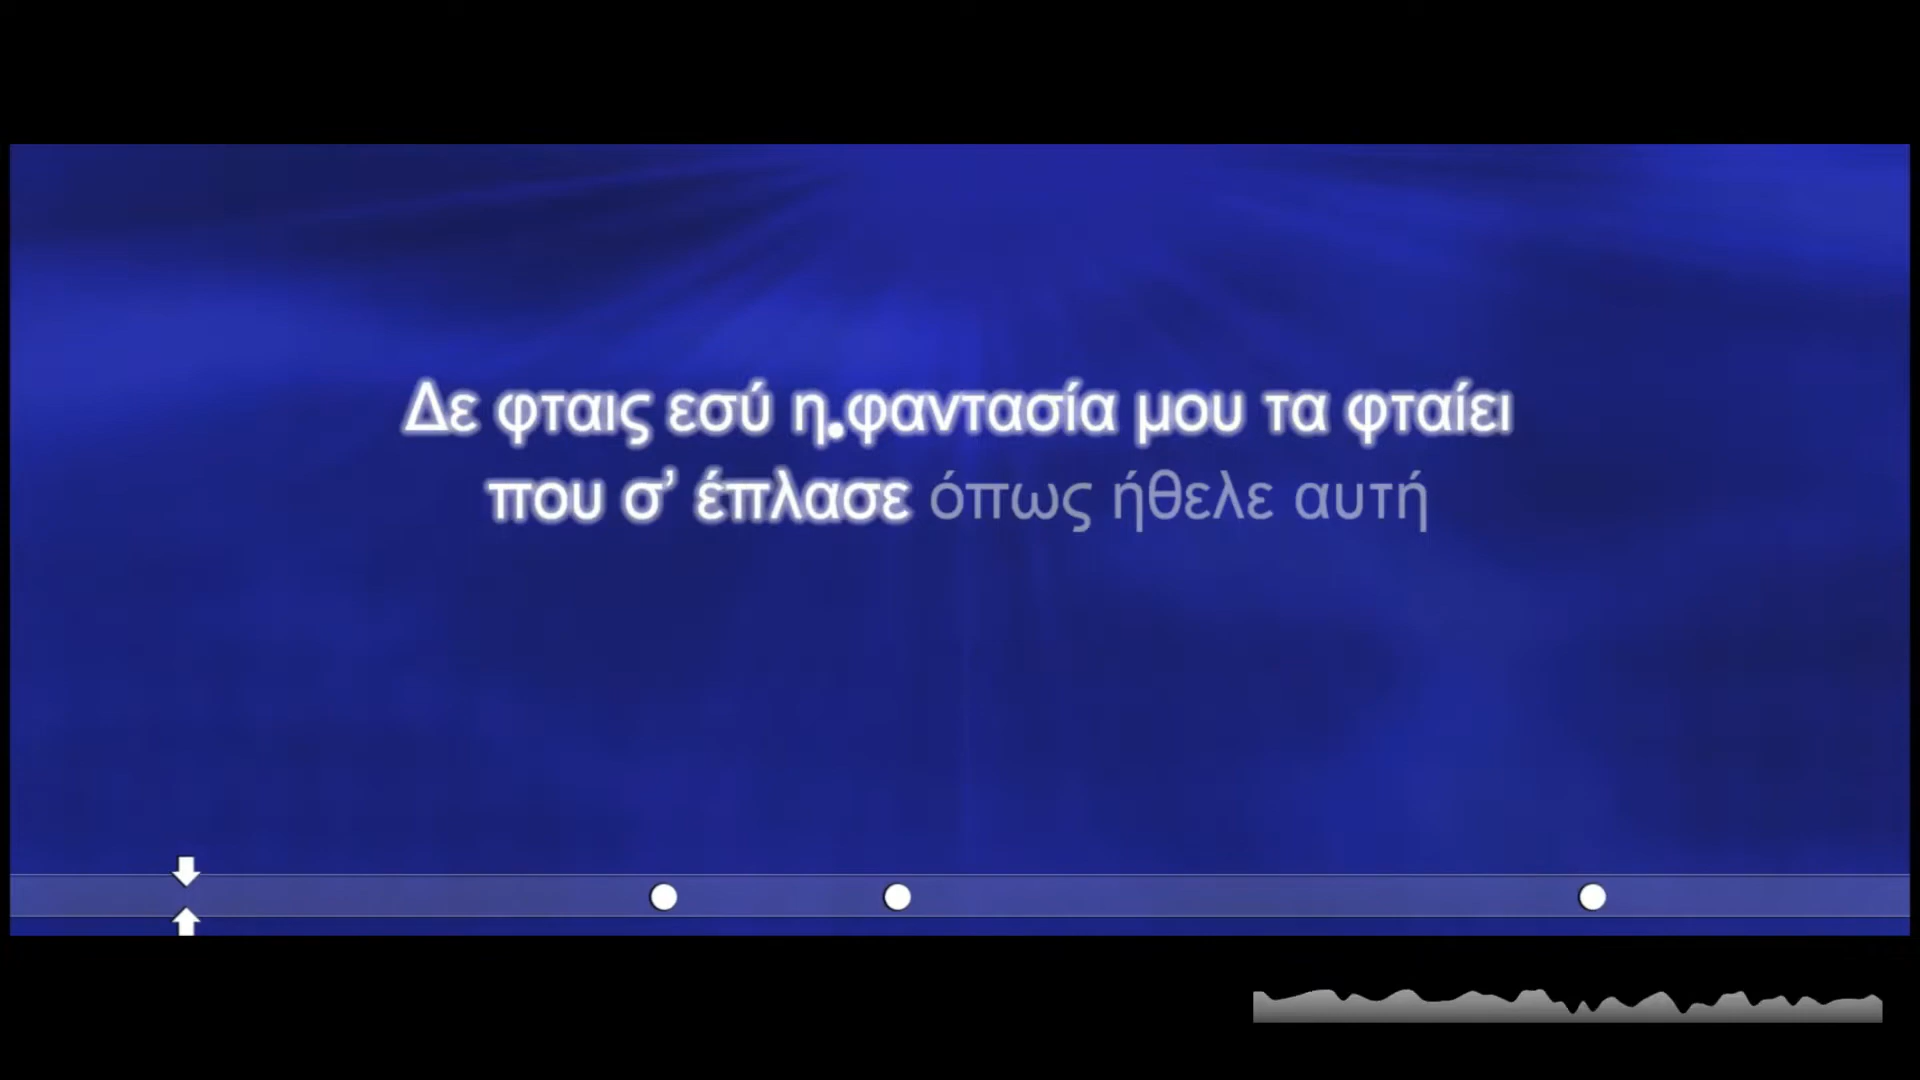 Δε φταις εσύ η.φαντασία μου τα φταίει
που σ' έπλασε όπως ήθελε αυτή